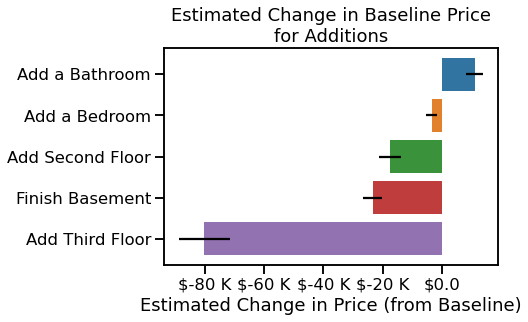 Estimated Change in Baseline Price
for Additions
Add a Bathroom
Add a Bedroom
Add Second Floor
Finish Basement
Add Third Floor
$-80 K $-60 K $-40 K $-20 K $0.0
Estimated Change in Price (from Baseline)